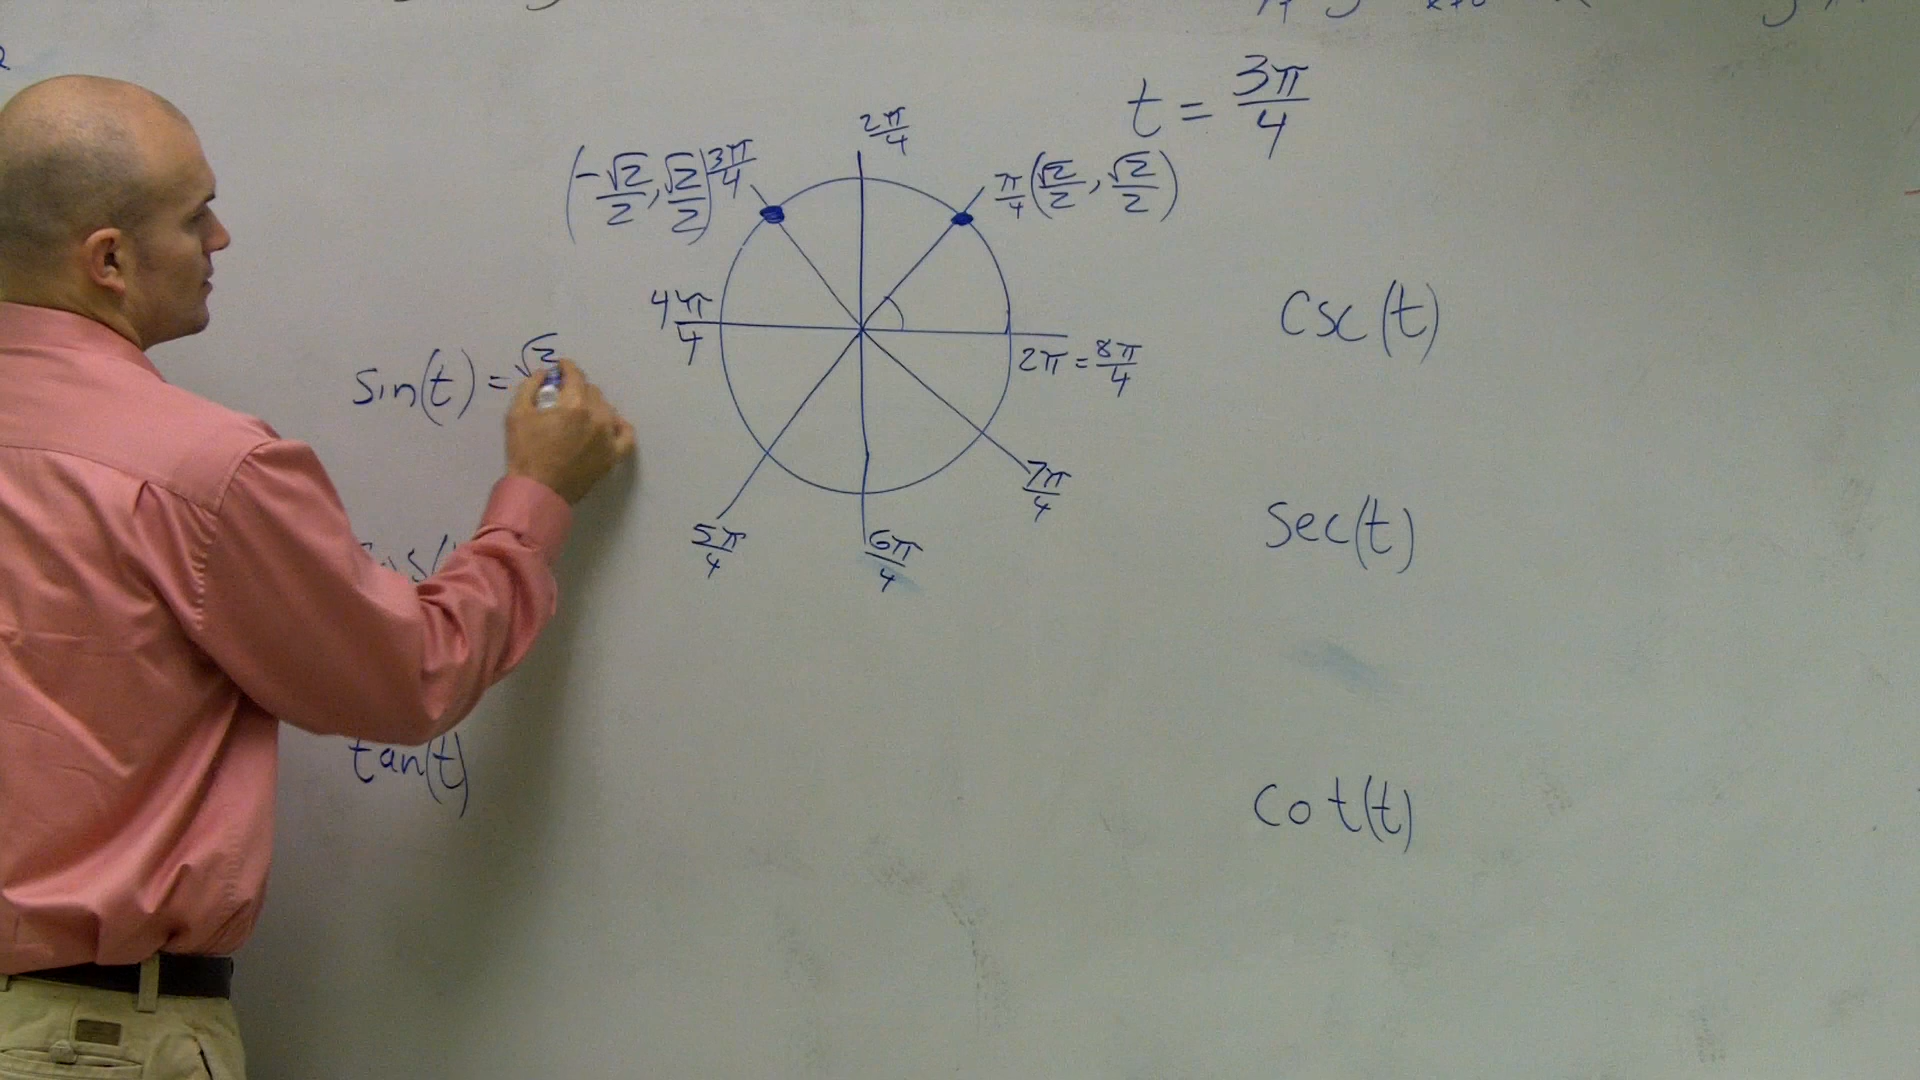 t = 3π/4
2π/4
(-√2/2, √2/2) 3π/4
π/4 (√2/2, √2/2)
4π/4
2π = 8π/4
sin(t) = √2
csc(t)
7π/4
5π/4
6π/4
sec(t)
tan(t)
cot(t)